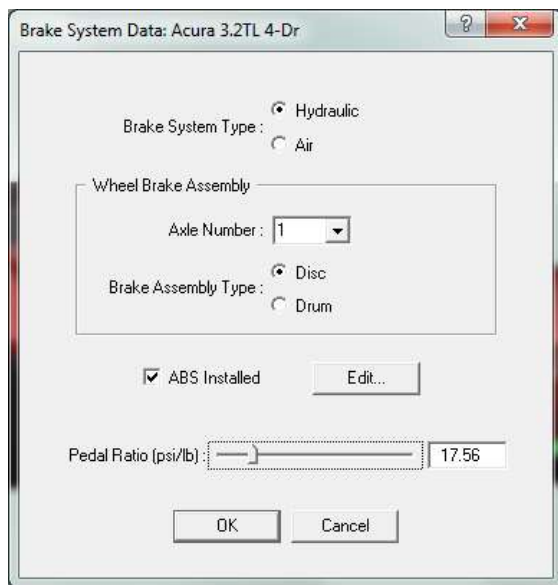 Brake System Data: Acura 3.2TL 4-Dr
Brake System Type :
Hydraulic
Air
Wheel Brake Assembly
Axle Number : 1
Brake Assembly Type :
Disc
Drum
ABS Installed
Edit...
Pedal Ratio (psi/lb) : 17.56
OK
Cancel